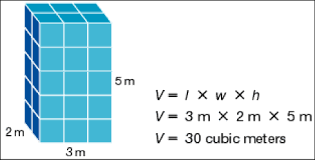 5 m
2 m
3 m
V = l × w × h
V = 3 m × 2 m × 5 m
V = 30 cubic meters